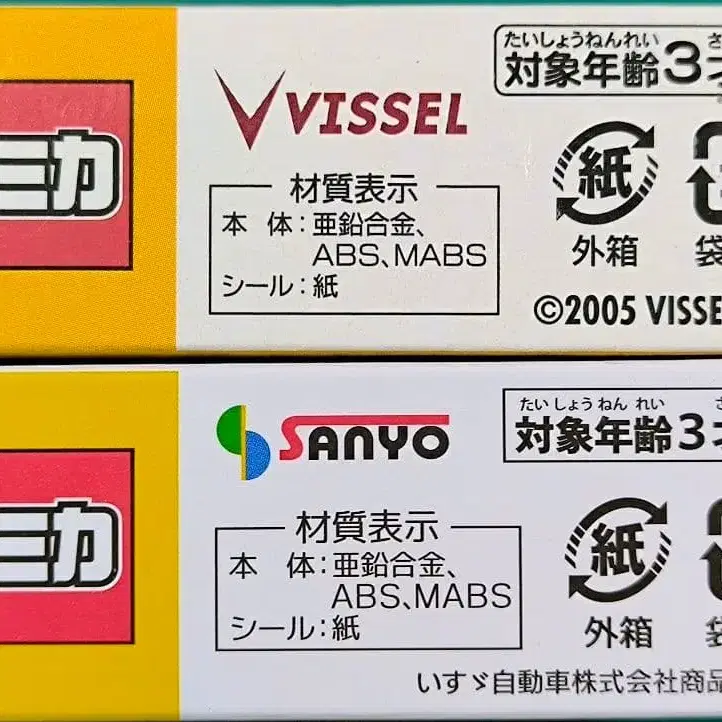 ニカ
VISSEL
たいしょうねんれい
対象年齢3才
材質表示
本体:亜鉛合金、
ABS、MABS
シール:紙
紙
外箱
袋
©2005 VISSE
ニカ
SANYO
たい しょう ねん れい
対象年齢3才
材質表示
本 体:亜鉛合金、
ABS、MABS
シール:紙
紙
外箱
袋
いすゞ自動車株式会社商品